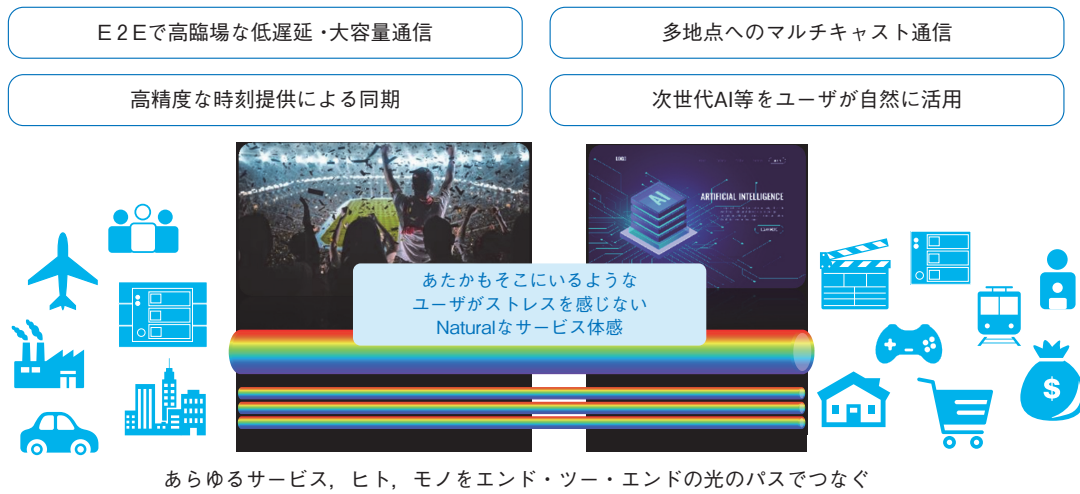 E2Eで高臨場な低遅延・大容量通信
多地点へのマルチキャスト通信
高精度な時刻提供による同期
次世代AI等をユーザが自然に活用
AI
ARTIFICIAL INTELLIGENCE
あたかもそこにいるような
ユーザがストレスを感じない
Naturalなサービス体感
$
あらゆるサービス，ヒト，モノをエンド・ツー・エンドの光のパスでつなぐ